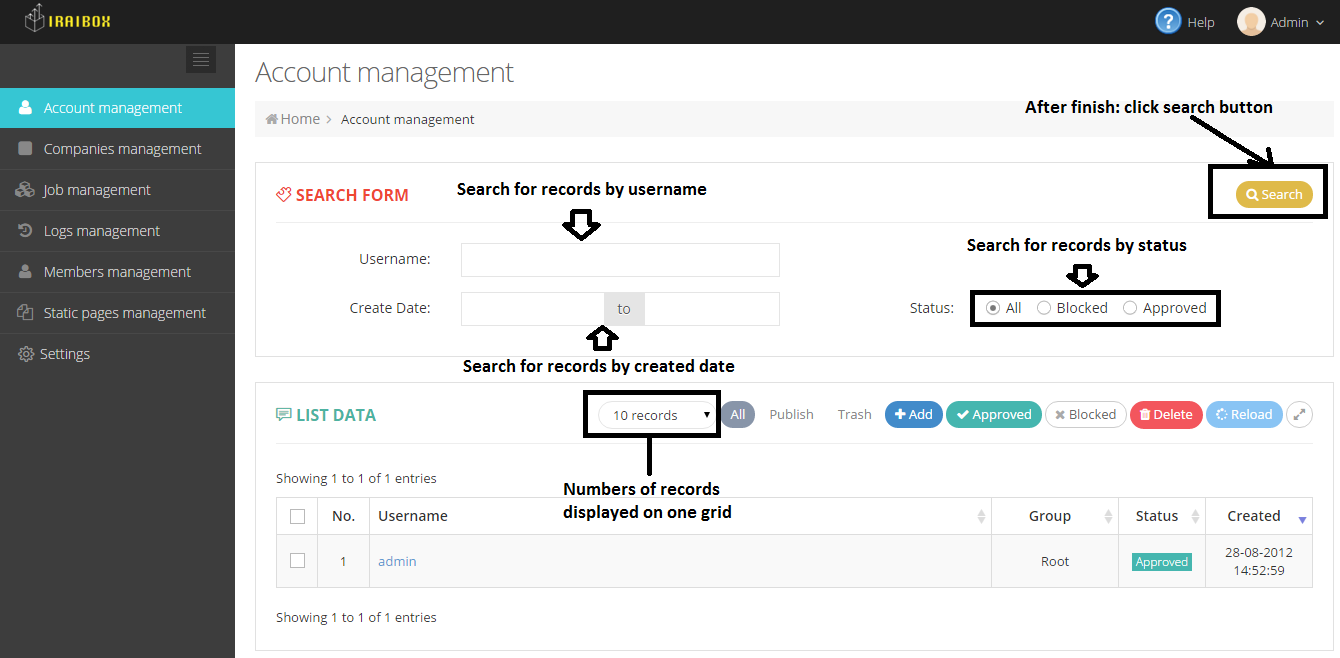 IRAIBOX
? Help Admin
Account management
Account management
Home > Account management
After finish: click search button
Companies management
Job management
Logs management
Members management
Static pages management
Settings
SEARCH FORM
Search for records by username
Search
Search for records by status
Username:
Create Date: to
Status: All Blocked Approved
Search for records by created date
LIST DATA
10 records All Publish Trash Add Approved Blocked Delete Reload
Numbers of records
displayed on one grid
Showing 1 to 1 of 1 entries
No. Username Group Status Created
1 admin Root Approved 28-08-2012
14:52:59
Showing 1 to 1 of 1 entries